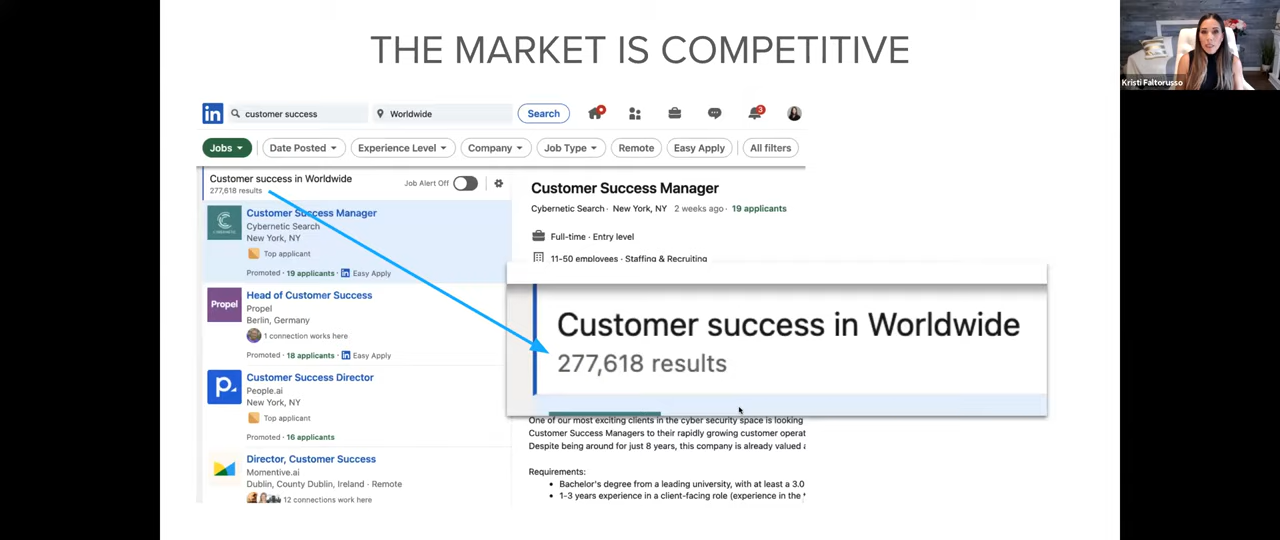 THE MARKET IS COMPETITIVE
Kristi Faltorusso
in
customer success
Worldwide
Search
3
Jobs
Date Posted
Experience Level
Company
Job Type
Remote
Easy Apply
All filters
Customer success in Worldwide
277,618 results
Job Alert Off
Customer Success Manager
Cybernetic Search
New York, NY
Top applicant
Promoted · 19 applicants · in Easy Apply
Propel
Head of Customer Success
Propel
Berlin, Germany
1 connection works here
Promoted · 18 applicants · in Easy Apply
p.
Customer Success Director
People.ai
New York, NY
Top applicant
Promoted · 16 applicants
Director, Customer Success
Momentive.ai
Dublin, County Dublin, Ireland · Remote
12 connections work here
Customer Success Manager
Cybernetic Search · New York, NY 2 weeks ago · 19 applicants
Full-time · Entry level
11-50 employees · Staffing & Recruiting
Customer success in Worldwide
277,618 results
One of our most exciting clients in the cyber security space is looking
Customer Success Managers to their rapidly growing customer operat
Despite being around for just 8 years, this company is already valued
Requirements:
• Bachelor's degree from a leading university, with at least a 3.0
• 1-3 years experience in a client-facing role (experience in the